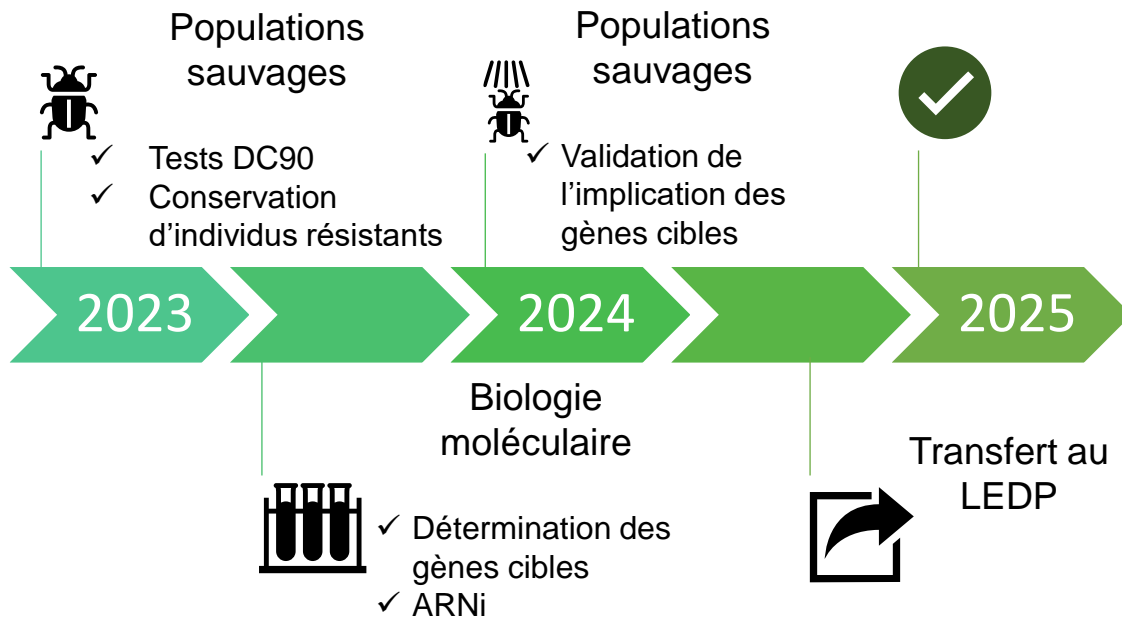 Populations
sauvages
✓ Tests DC90
✓ Conservation
d’individus résistants
Populations
sauvages
✓ Validation de
l’implication des
gènes cibles
2023
2024
2025
Biologie
moléculaire
✓ Détermination des
gènes cibles
✓ ARNi
Transfert au
LEDP